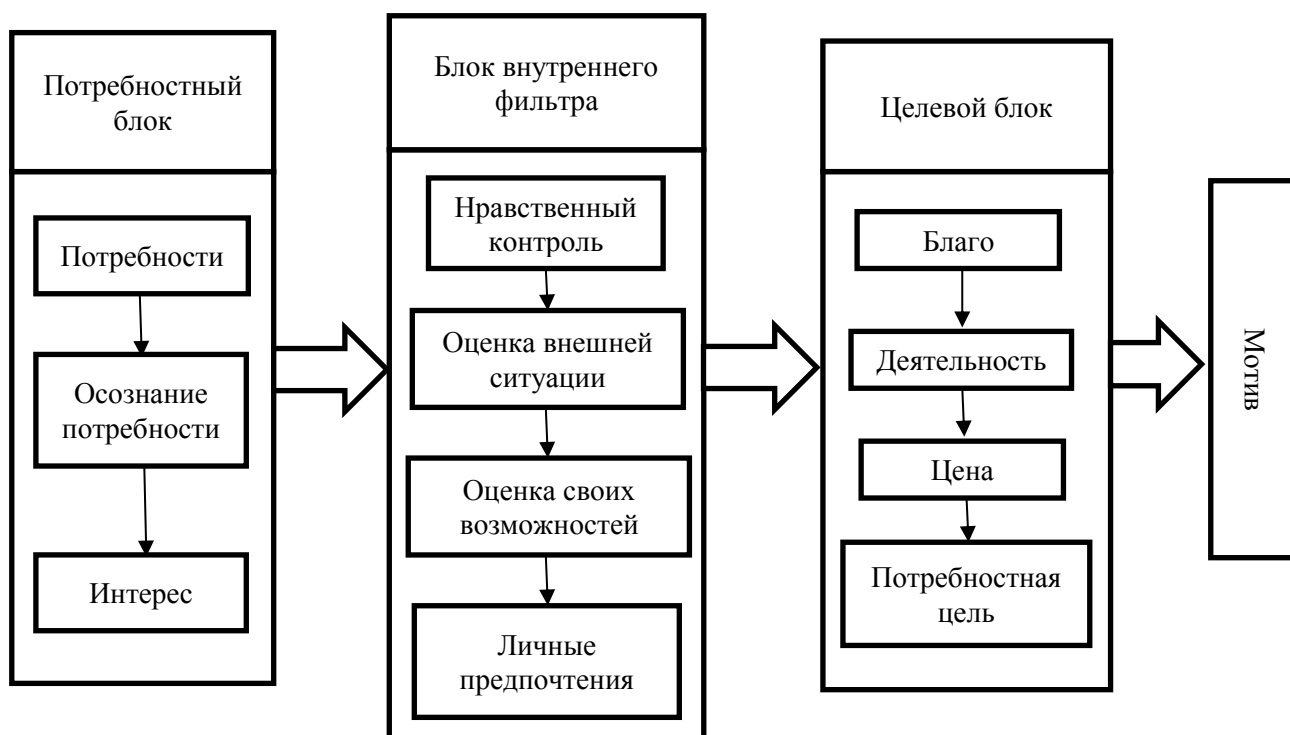 Потребностный
блок
Потребности
Осознание
потребности
Интерес
Блок внутреннего
фильтра
Нравственный
контроль
Оценка внешней
ситуации
Оценка своих
возможностей
Личные
предпочтения
Целевой блок
Благо
Деятельность
Цена
Потребностная
цель
Мотив